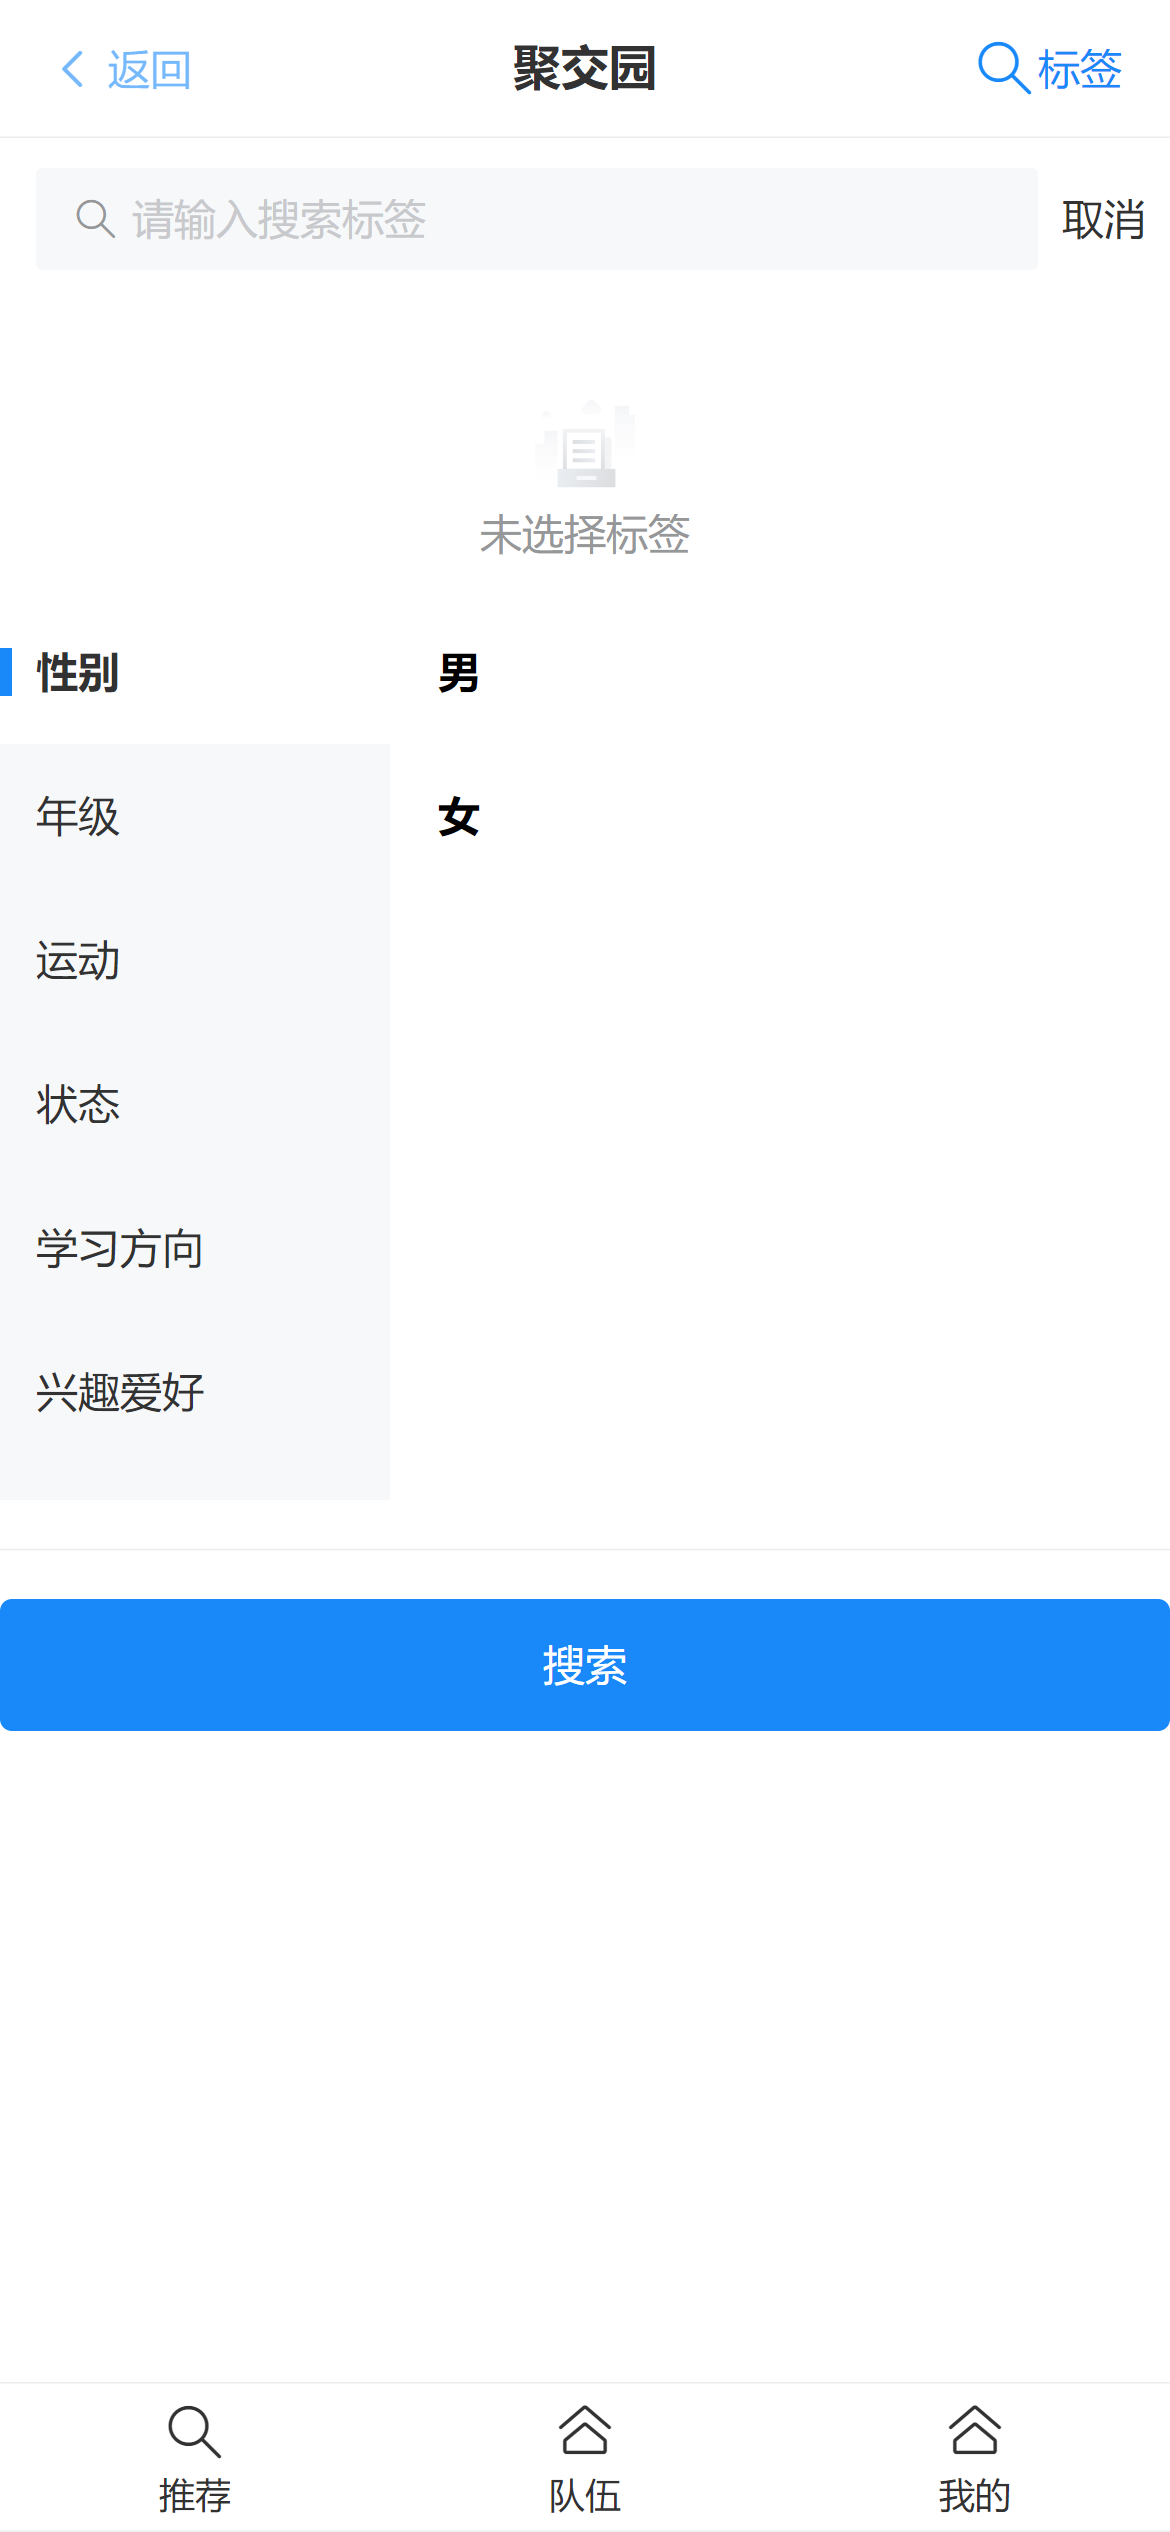 返回
聚交园
标签
请输入搜索标签
取消
未选择标签
性别
男
年级
女
运动
状态
学习方向
兴趣爱好
搜索
推荐
队伍
我的